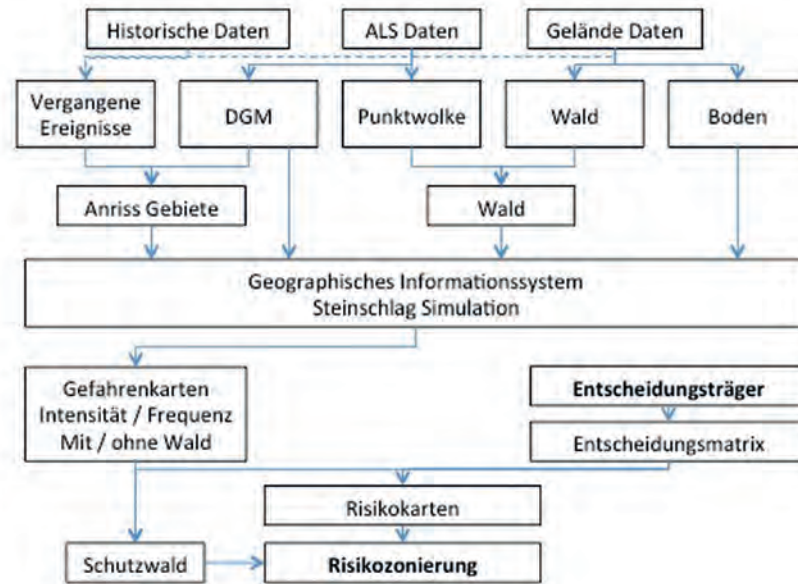 Historische Daten
ALS Daten
Gelände Daten
Vergangene
Ereignisse
DGM
Punktwolke
Wald
Boden
Anriss Gebiete
Wald
Geographisches Informationssystem
Steinschlag Simulation
Gefahrenkarten
Intensität / Frequenz
Mit / ohne Wald
Entscheidungsträger
Entscheidungsmatrix
Risikokarten
Schutzwald
Risikozonierung